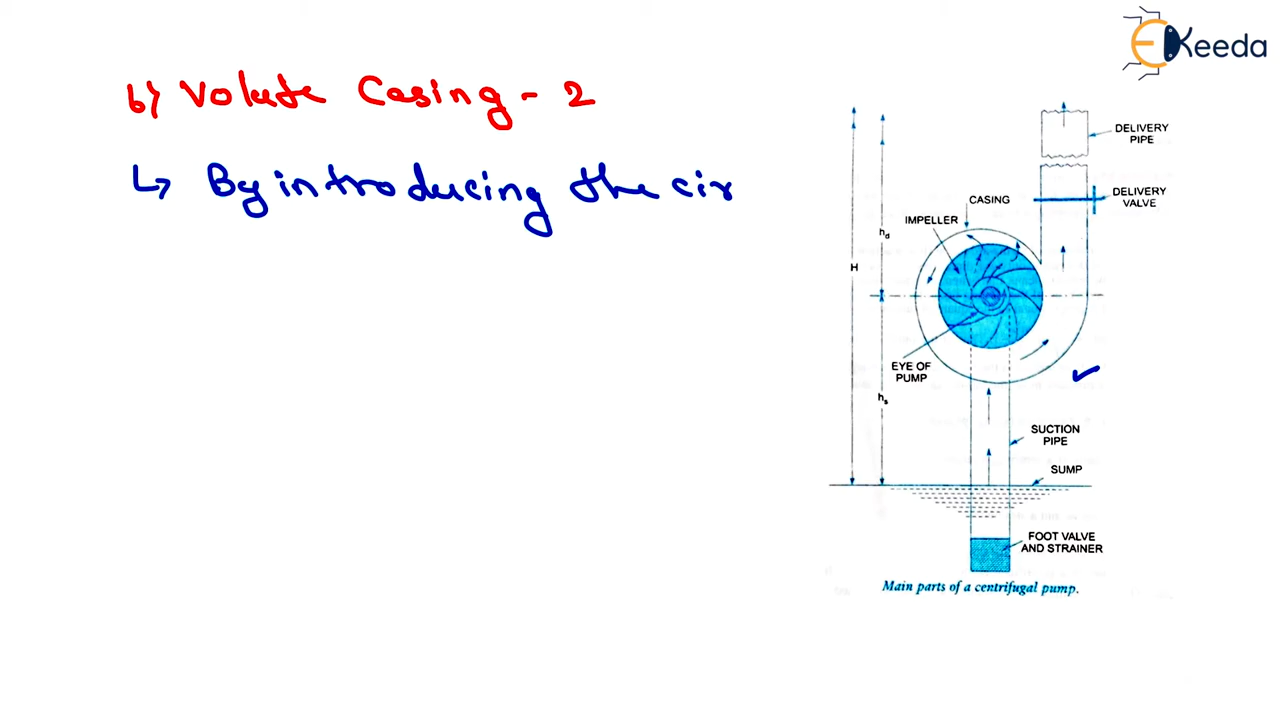 EKeeda
b) Volute Casing - 2
↳ By introducing the cir
DELIVERY
PIPE
DELIVERY
VALVE
CASING
IMPELLER
hd
H
EYE OF
PUMP
hs
SUCTION
PIPE
SUMP
FOOT VALVE
AND STRAINER
Main parts of a centrifugal pump.